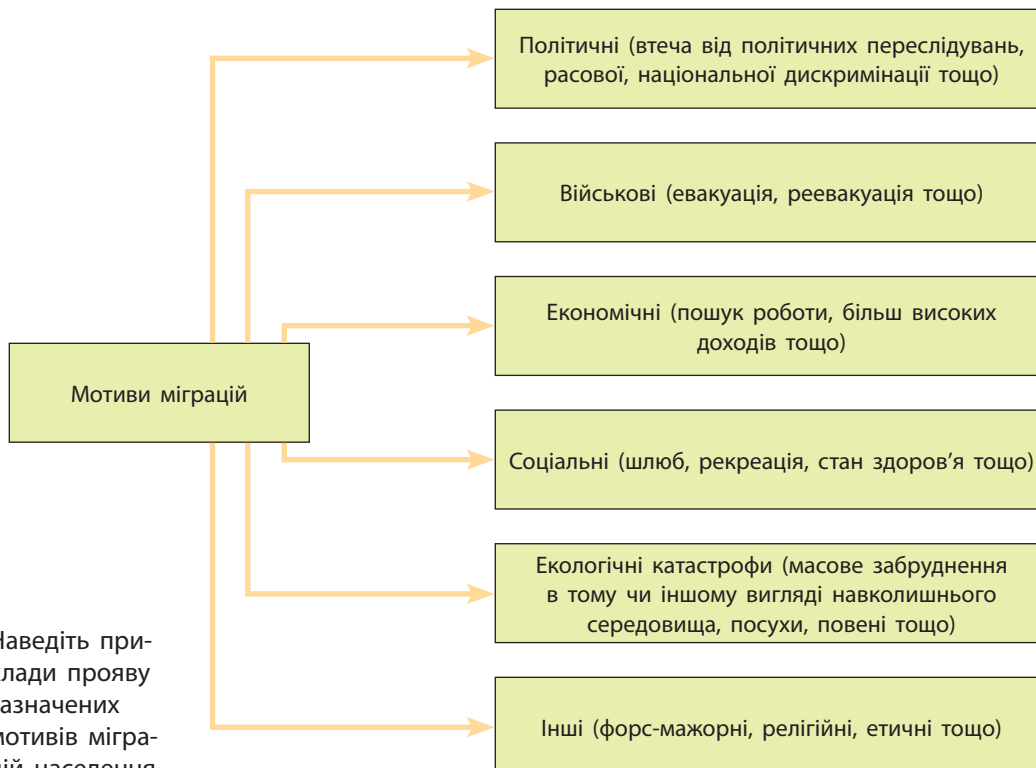 Політичні (втеча від політичних переслідувань,
расової, національної дискримінації тощо)
Військові (евакуація, реевакуація тощо)
Економічні (пошук роботи, більш високих
доходів тощо)
Мотиви міграцій
Соціальні (шлюб, рекреація, стан здоров’я тощо)
Екологічні катастрофи (масове забруднення
в тому чи іншому вигляді навколишнього
середовища, посухи, повені тощо)
Інші (форс-мажорні, релігійні, етичні тощо)
Наведіть при-
клади прояву
зазначених
мотивів мігра-
цій населення